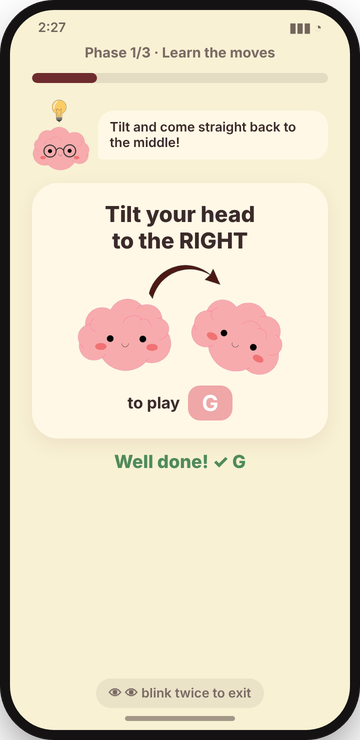 2:27
Phase 1/3 · Learn the moves
Tilt and come straight back to
the middle!
Tilt your head
to the RIGHT
to play G
Well done! ✓ G
👁 👁 blink twice to exit